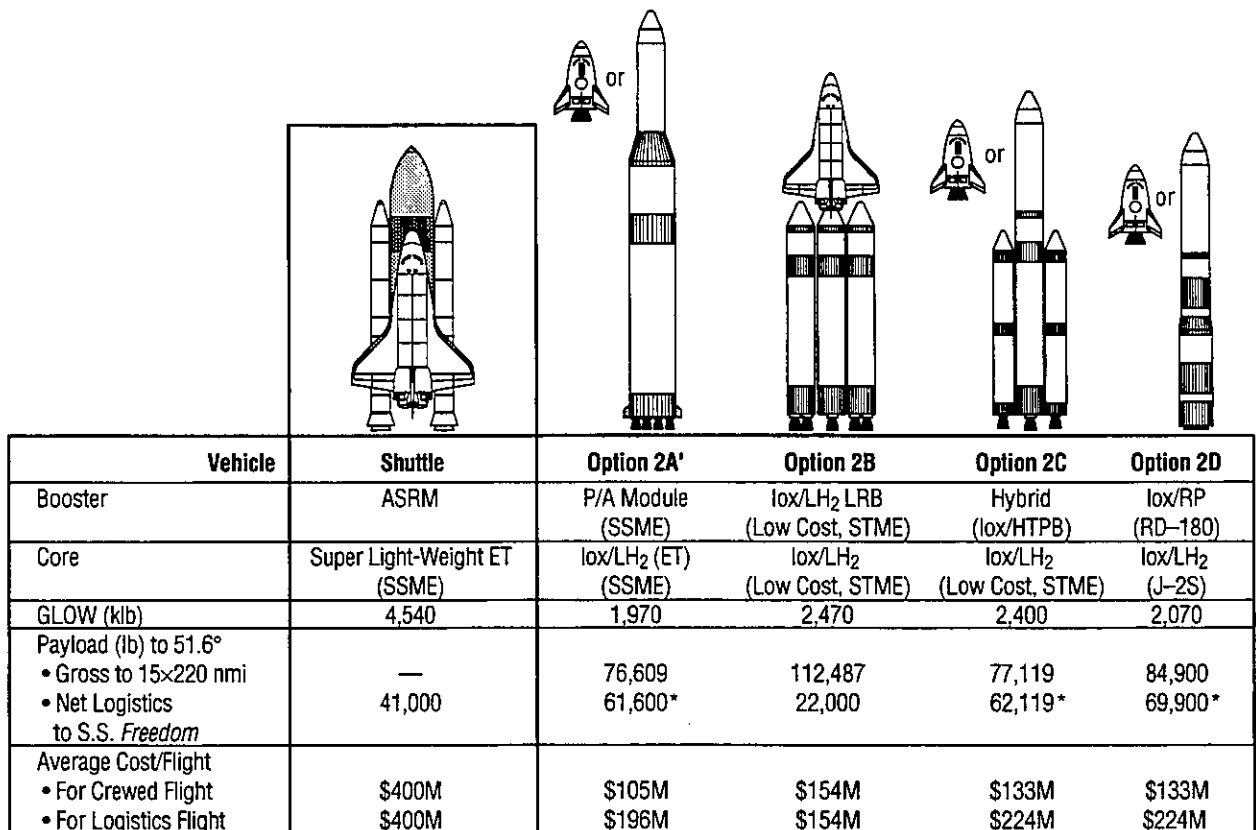 or
or
or
Vehicle Shuttle Option 2A' Option 2B Option 2C Option 2D
Booster ASRM P/A Module lox/LH₂ LRB Hybrid lox/RP
(SSME) (Low Cost, STME) (lox/HTPB) (RD–180)
Core Super Light-Weight ET lox/LH₂ (ET) lox/LH₂ lox/LH₂ lox/LH₂
(SSME) (SSME) (Low Cost, STME) (Low Cost, STME) (J–2S)
GLOW (klb) 4,540 1,970 2,470 2,400 2,070
Payload (lb) to 51.6°
• Gross to 15×220 nmi — 76,609 112,487 77,119 84,900
• Net Logistics 41,000 61,600* 22,000 62,119* 69,900*
to S.S. Freedom
Average Cost/Flight
• For Crewed Flight $400M $105M $154M $133M $133M
• For Logistics Flight $400M $196M $154M $224M $224M